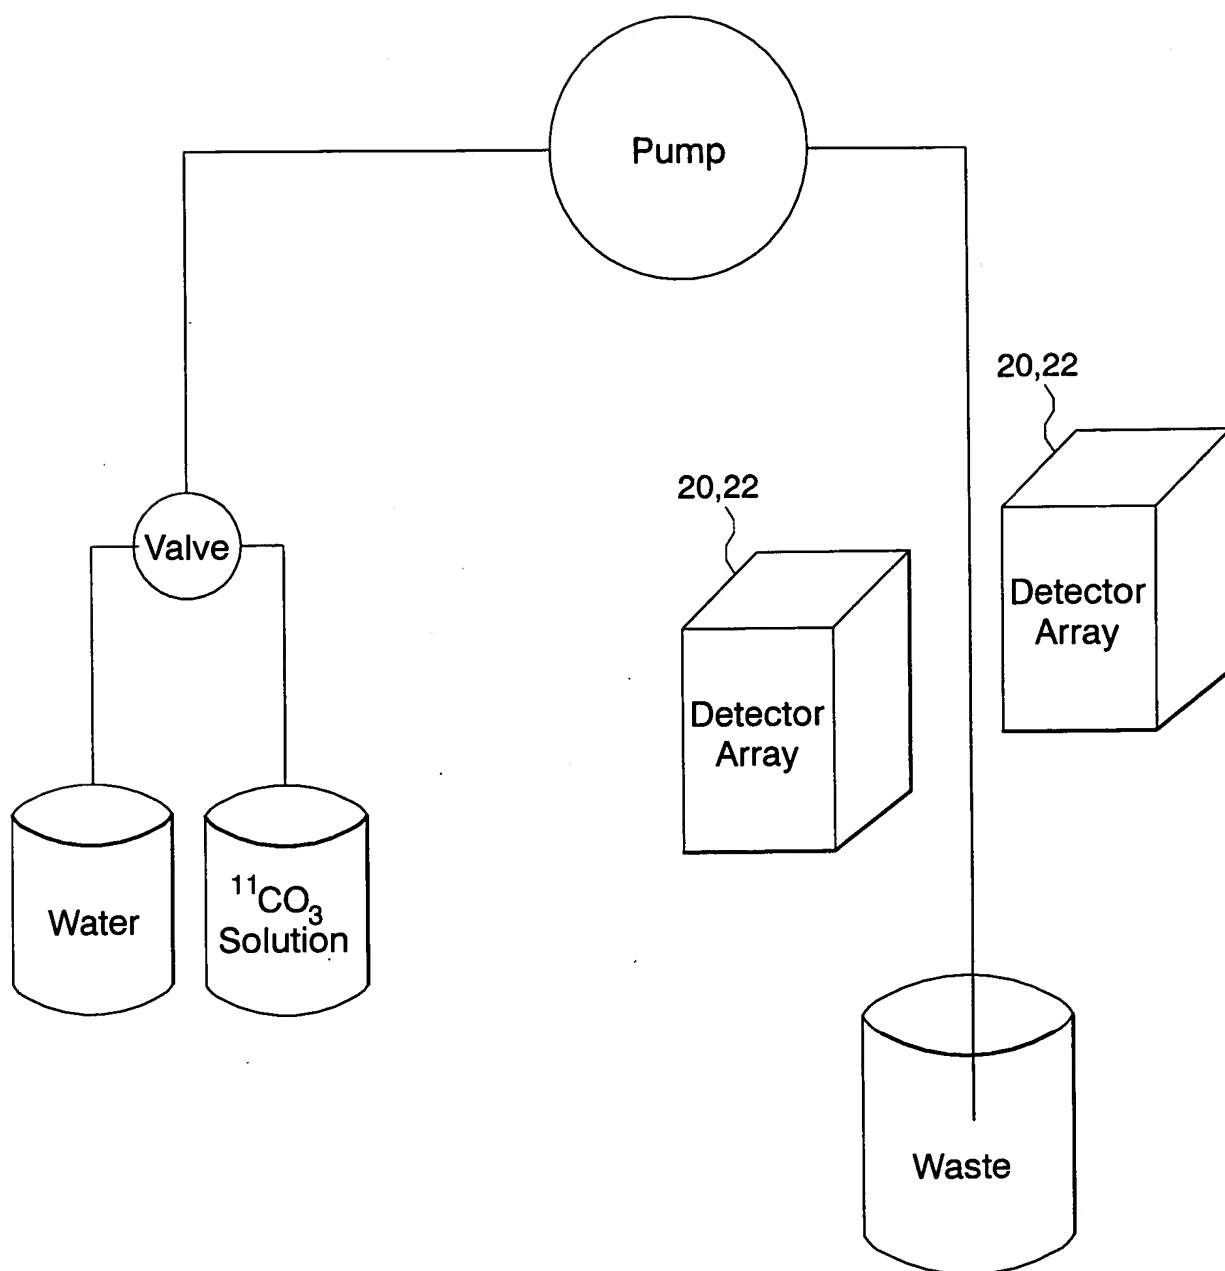 Pump
20,22
20,22
Valve
Detector
Array
Detector
Array
Water
¹¹CO₃
Solution
Waste